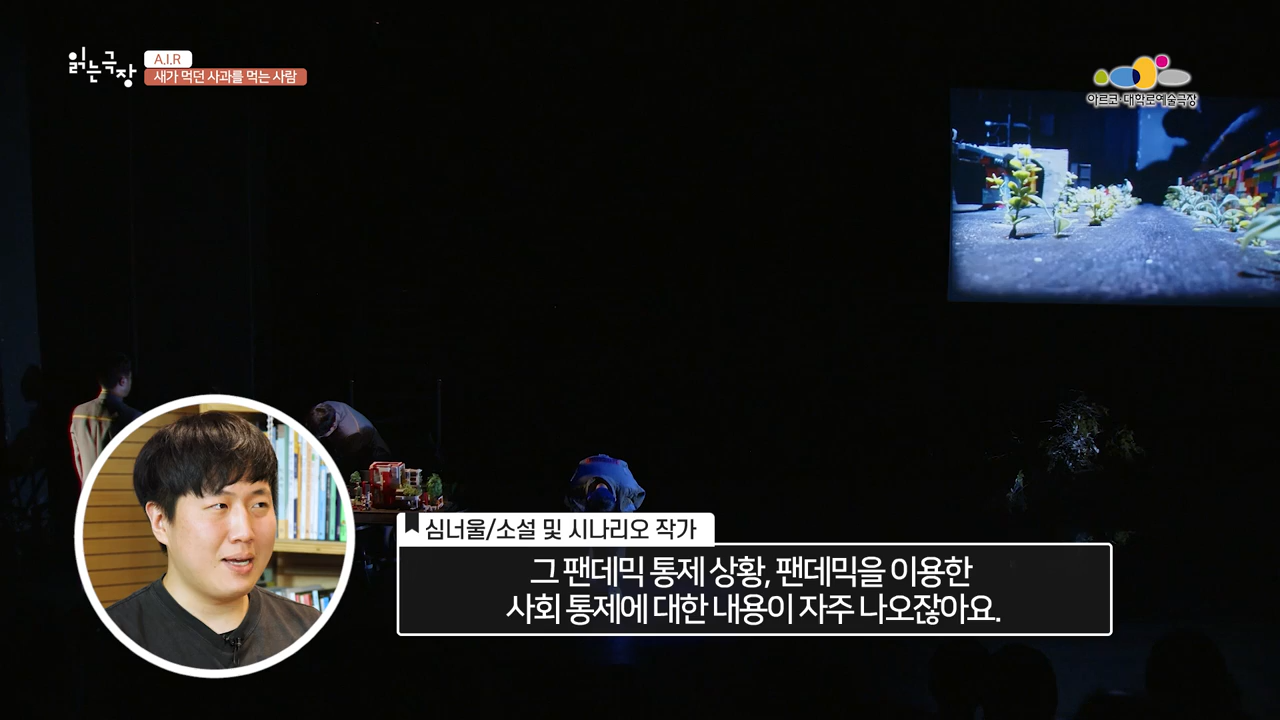 읽는극장
A.I.R
새가 먹던 사과를 먹는 사람
아르코·대학로예술극장
심너울/소설 및 시나리오 작가
그 팬데믹 통제 상황, 팬데믹을 이용한
사회 통제에 대한 내용이 자주 나오잖아요.